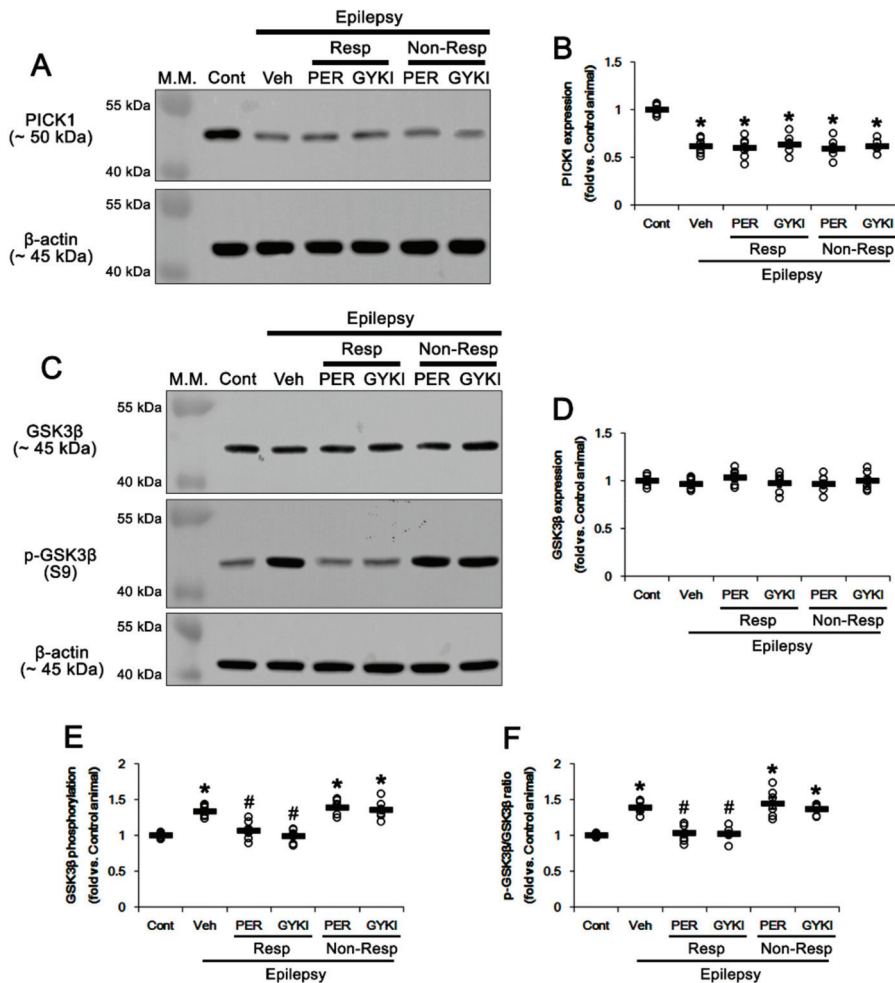 A
Epilepsy
Resp Non-Resp
M.M. Cont Veh PER GYKI PER GYKI
PICK1
(~ 50 kDa)
55 kDa
40 kDa
β-actin
(~ 45 kDa)
55 kDa
40 kDa
B
PICK1 expression
(fold vs. Control animal)
1.5
1
0.5
0
* * * * *
Cont Veh PER GYKI PER GYKI
Resp Non-Resp
Epilepsy
C
Epilepsy
Resp Non-Resp
M.M. Cont Veh PER GYKI PER GYKI
GSK3β
(~ 45 kDa)
55 kDa
40 kDa
p-GSK3β
(S9)
55 kDa
40 kDa
β-actin
(~ 45 kDa)
55 kDa
40 kDa
D
GSK3β expression
(fold vs. Control animal)
1.5
1
0.5
0
Cont Veh PER GYKI PER GYKI
Resp Non-Resp
Epilepsy
E
GSK3β phosphorylation
(fold vs. Control animal)
2
1.5
1
0.5
0
* # # * *
Cont Veh PER GYKI PER GYKI
Resp Non-Resp
Epilepsy
F
p-GSK3β/GSK3β ratio
(fold vs. Control animal)
2
1.5
1
0.5
0
* # # * *
Cont Veh PER GYKI PER GYKI
Resp Non-Resp
Epilepsy